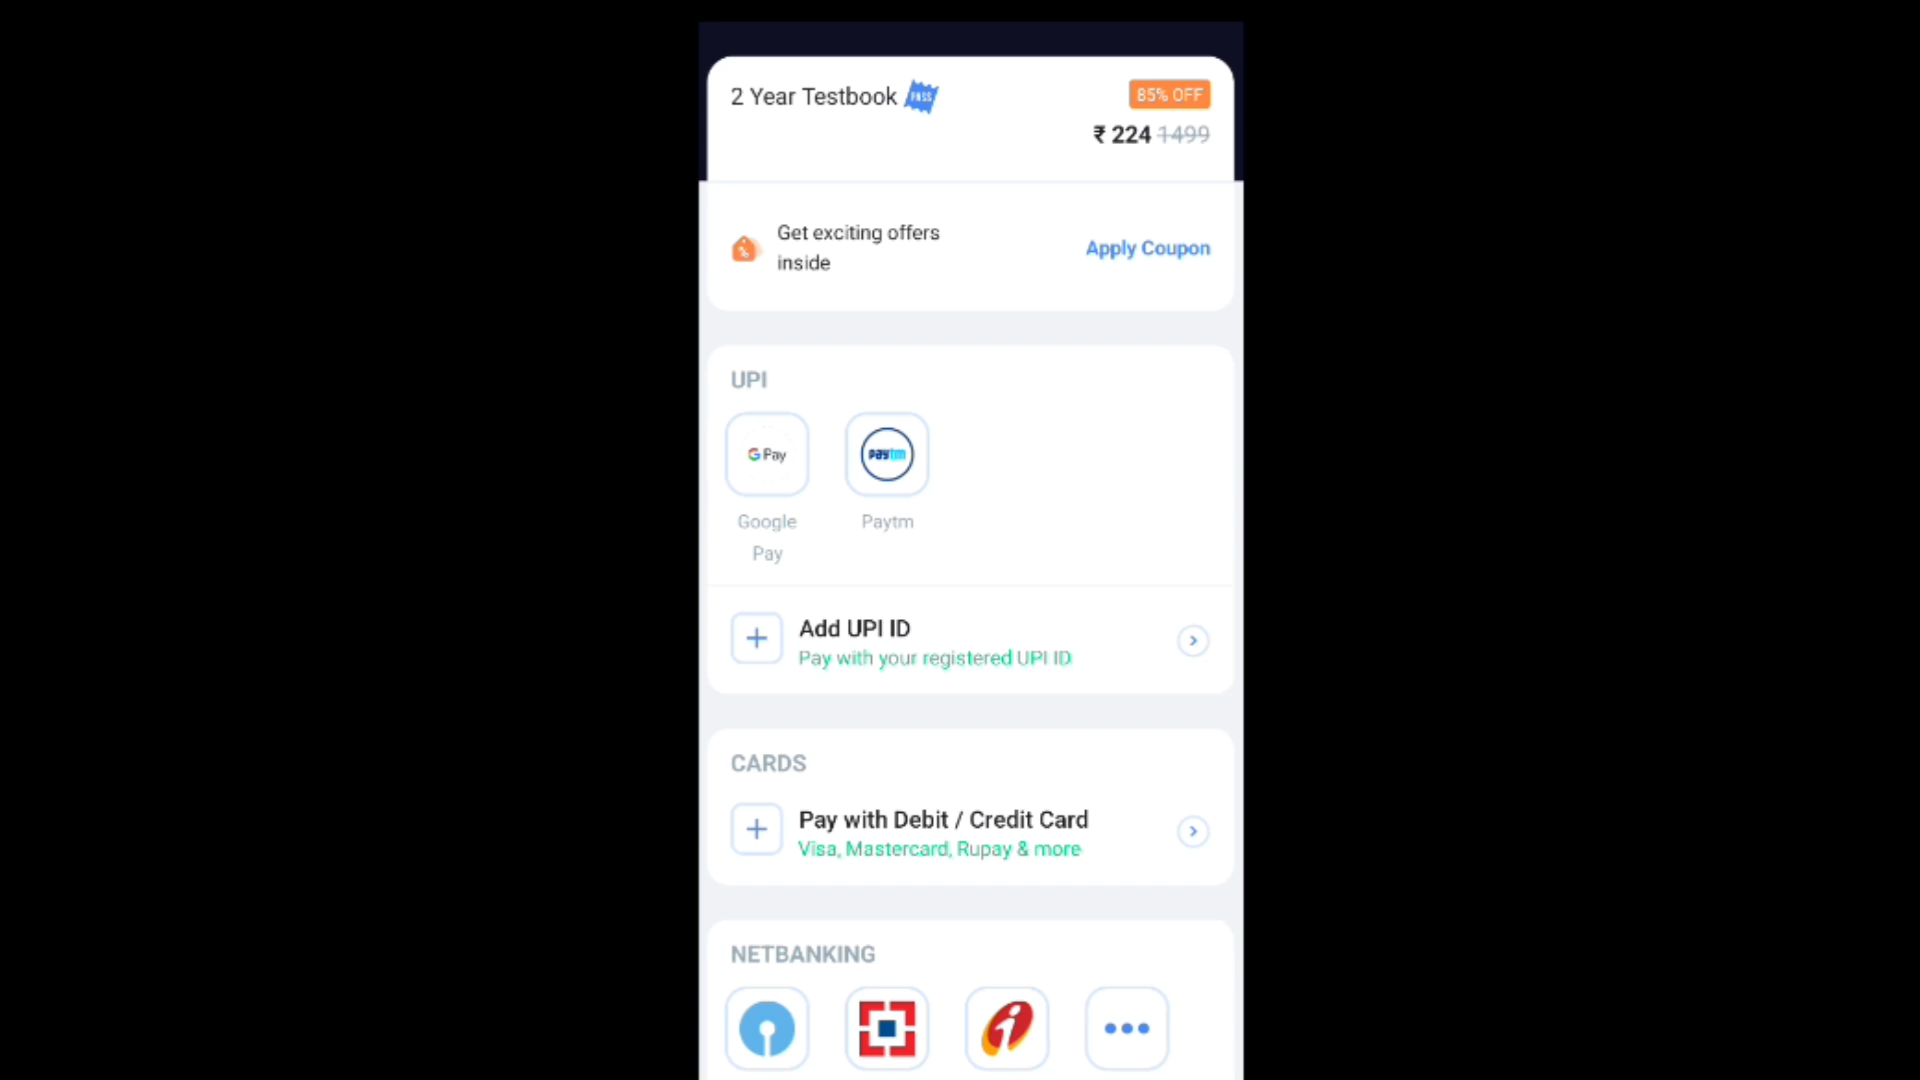 2 Year Testbook PASS
85% OFF
₹ 224 1499
Get exciting offers
inside
Apply Coupon
UPI
G Pay
paytm
Google
Pay
Paytm
Add UPI ID
Pay with your registered UPI ID
CARDS
Pay with Debit / Credit Card
Visa, Mastercard, Rupay & more
NETBANKING